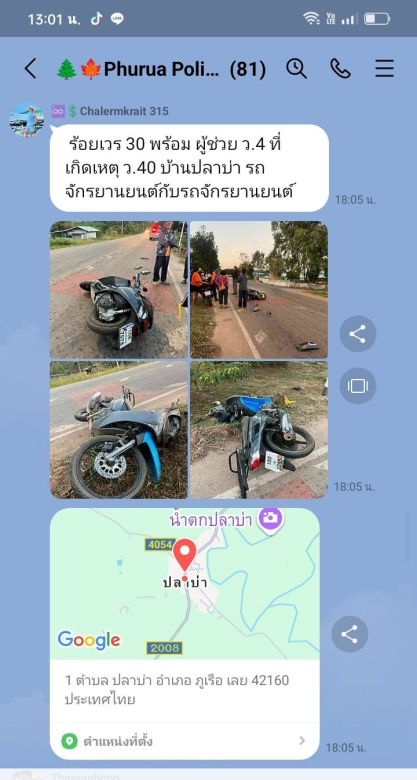 13:01 น.
Phurua Poli... (81)
Chalermkrait 315
ร้อยเวร 30 พร้อม ผู้ช่วย ว.4 ที่
เกิดเหตุ ว.40 บ้านปลาบ่า รถ
จักรยานยนต์กับรถจักรยานยนต์
18:05 น.
18:05 น.
น้ำตกปลาบ่า
4054
ปลาบ่า
Google
2008
1 ตำบล ปลาบ่า อำเภอ ภูเรือ เลย 42160
ประเทศไทย
ตำแหน่งที่ตั้ง
18:05 น.